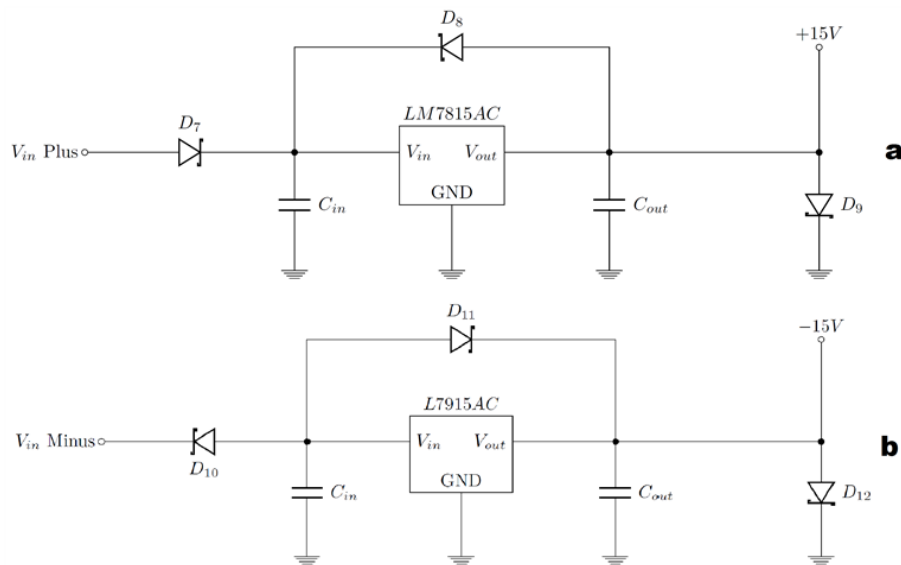 D8
+15V
LM7815AC
D7
Vin Plus
Vin Vout
a
GND
Cin
Cout
D9
D11
−15V
L7915AC
Vin Minus
Vin Vout
b
D10
GND
Cin
Cout
D12